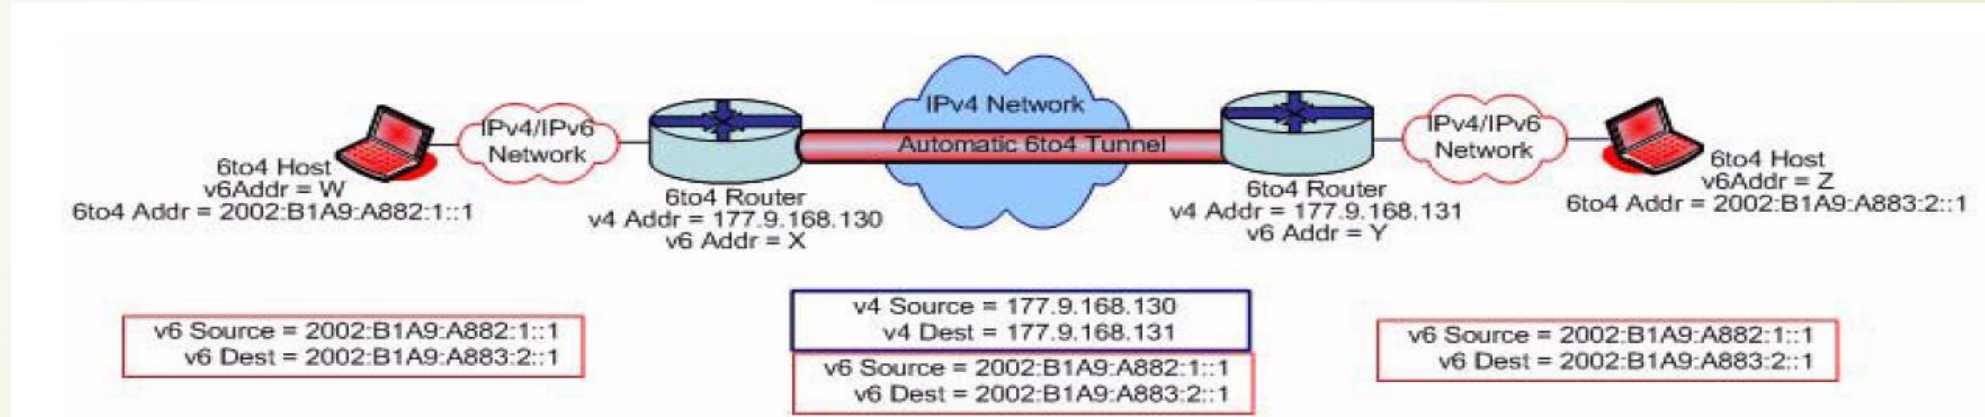 IPv4 Network
Automatic 6to4 Tunnel
IPv4/IPv6
Network
6to4 Host
v6Addr = W
6to4 Addr = 2002:B1A9:A882:1::1
6to4 Router
v4 Addr = 177.9.168.130
v6 Addr = X
6to4 Router
v4 Addr = 177.9.168.131
v6 Addr = Y
IPv4/IPv6
Network
6to4 Host
v6Addr = Z
6to4 Addr = 2002:B1A9:A883:2::1
v6 Source = 2002:B1A9:A882:1::1
v6 Dest = 2002:B1A9:A883:2::1
v4 Source = 177.9.168.130
v4 Dest = 177.9.168.131
v6 Source = 2002:B1A9:A882:1::1
v6 Dest = 2002:B1A9:A883:2::1
v6 Source = 2002:B1A9:A882:1::1
v6 Dest = 2002:B1A9:A883:2::1